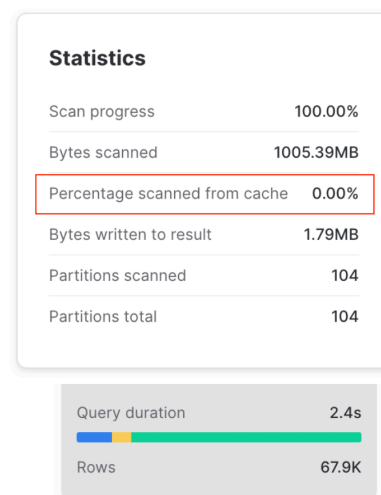 Statistics
Scan progress 100.00%
Bytes scanned 1005.39MB
Percentage scanned from cache 0.00%
Bytes written to result 1.79MB
Partitions scanned 104
Partitions total 104
Query duration 2.4s
Rows 67.9K